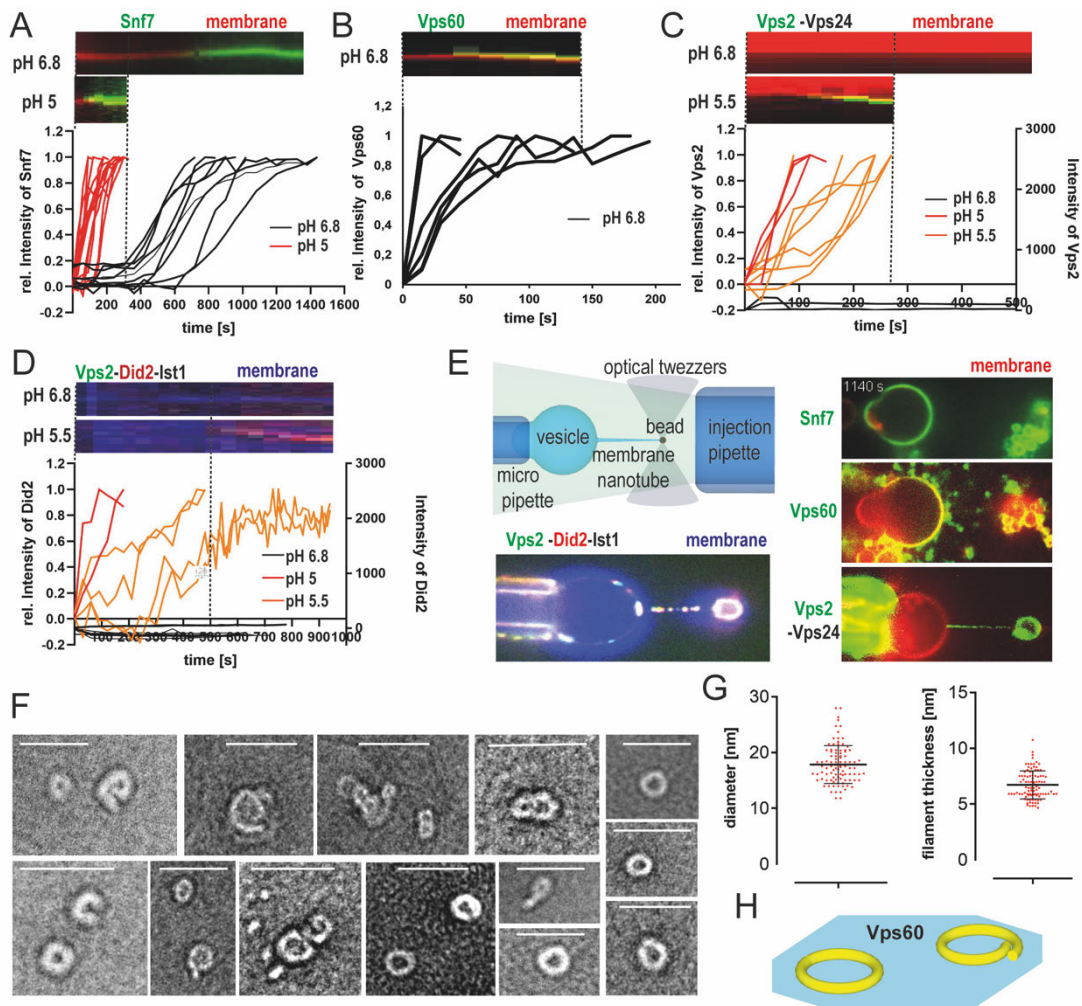 A
Snf7
membrane
pH 6.8
pH 5
1,2
1.0
0.8
0.6
0.4
0.2
0.0
-0.2
rel. Intensity of Snf7
pH 6.8
pH 5
0 200 400 600 800 1000 1200 1400 1600
time [s]
B
Vps60
membrane
pH 6.8
1,2
1
0,8
0,6
0,4
0,2
0
rel. Intensity of Vps60
pH 6.8
0 50 100 150 200
time [s]
C
Vps2 -Vps24
membrane
pH 6.8
pH 5.5
1,2
1.0
0.8
0.6
0.4
0.2
0.0
-0.2
rel. Intensity of Vps2
3000
2000
1000
0
Intensity of Vps2
pH 6.8
pH 5
pH 5.5
0 100 200 300 400 500
time [s]
D
Vps2-Did2-Ist1
membrane
pH 6.8
pH 5.5
1.2
1.0
0.8
0.6
0.4
0.2
0.0
-0.2
rel. Intensity of Did2
3000
2000
1000
0
Intensity of Did2
pH 6.8
pH 5
pH 5.5
100 200 300 400 500 600 700 800 900 1000
time [s]
E
optical twezzers
vesicle
bead
injection
pipette
membrane
nanotube
micro
pipette
Vps2 -Did2-Ist1
membrane
membrane
1140 s
Snf7
Vps60
Vps2
-Vps24
F
G
30
20
10
0
diameter [nm]
15
10
5
0
filament thickness [nm]
H
Vps60